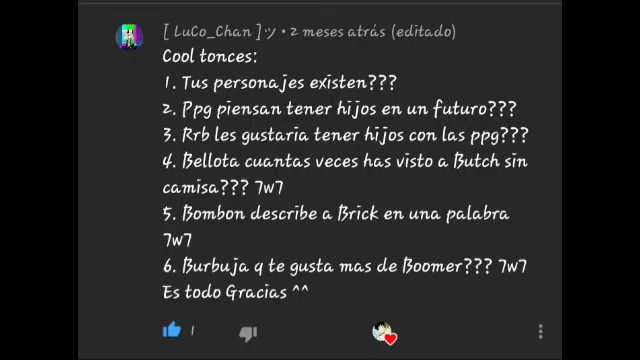 [ LuCo_Chan ]ツ • 2 meses atrás (editado)
Cool tonces:
1. Tus personajes existen???
2. Ppg piensan tener hijos en un futuro???
3. Rrb les gustaria tener hijos con las ppg???
4. Bellota cuantas veces has visto a Butch sin
camisa??? 7w7
5. Bombon describe a Brick en una palabra
7w7
6. Burbuja q te gusta mas de Boomer??? 7w7
Es todo Gracias ^^
1